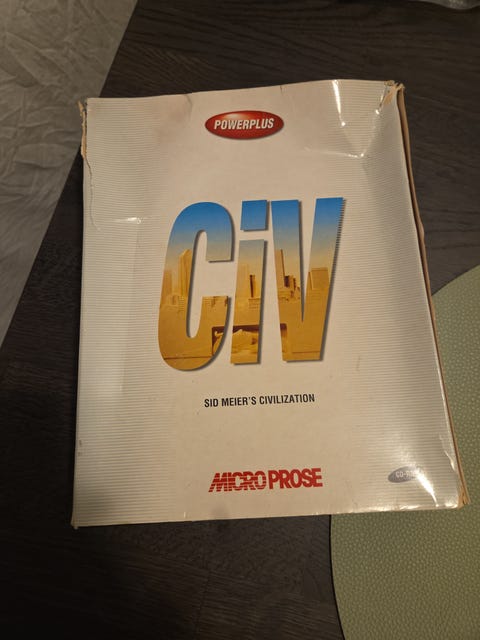 POWERPLUS
CiV
SID MEIER'S CIVILIZATION
MICROPROSE